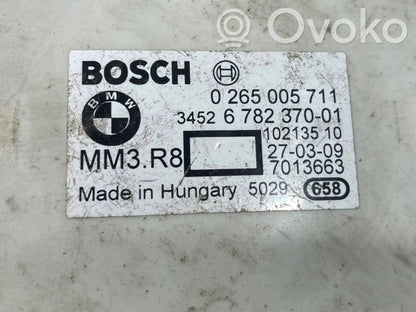 Ovoko
BOSCH
BMW
0 265 005 711
3452 6 782 370-01
102135 10
MM3.R8
27-03-09
7013663
Made in Hungary 5029 658